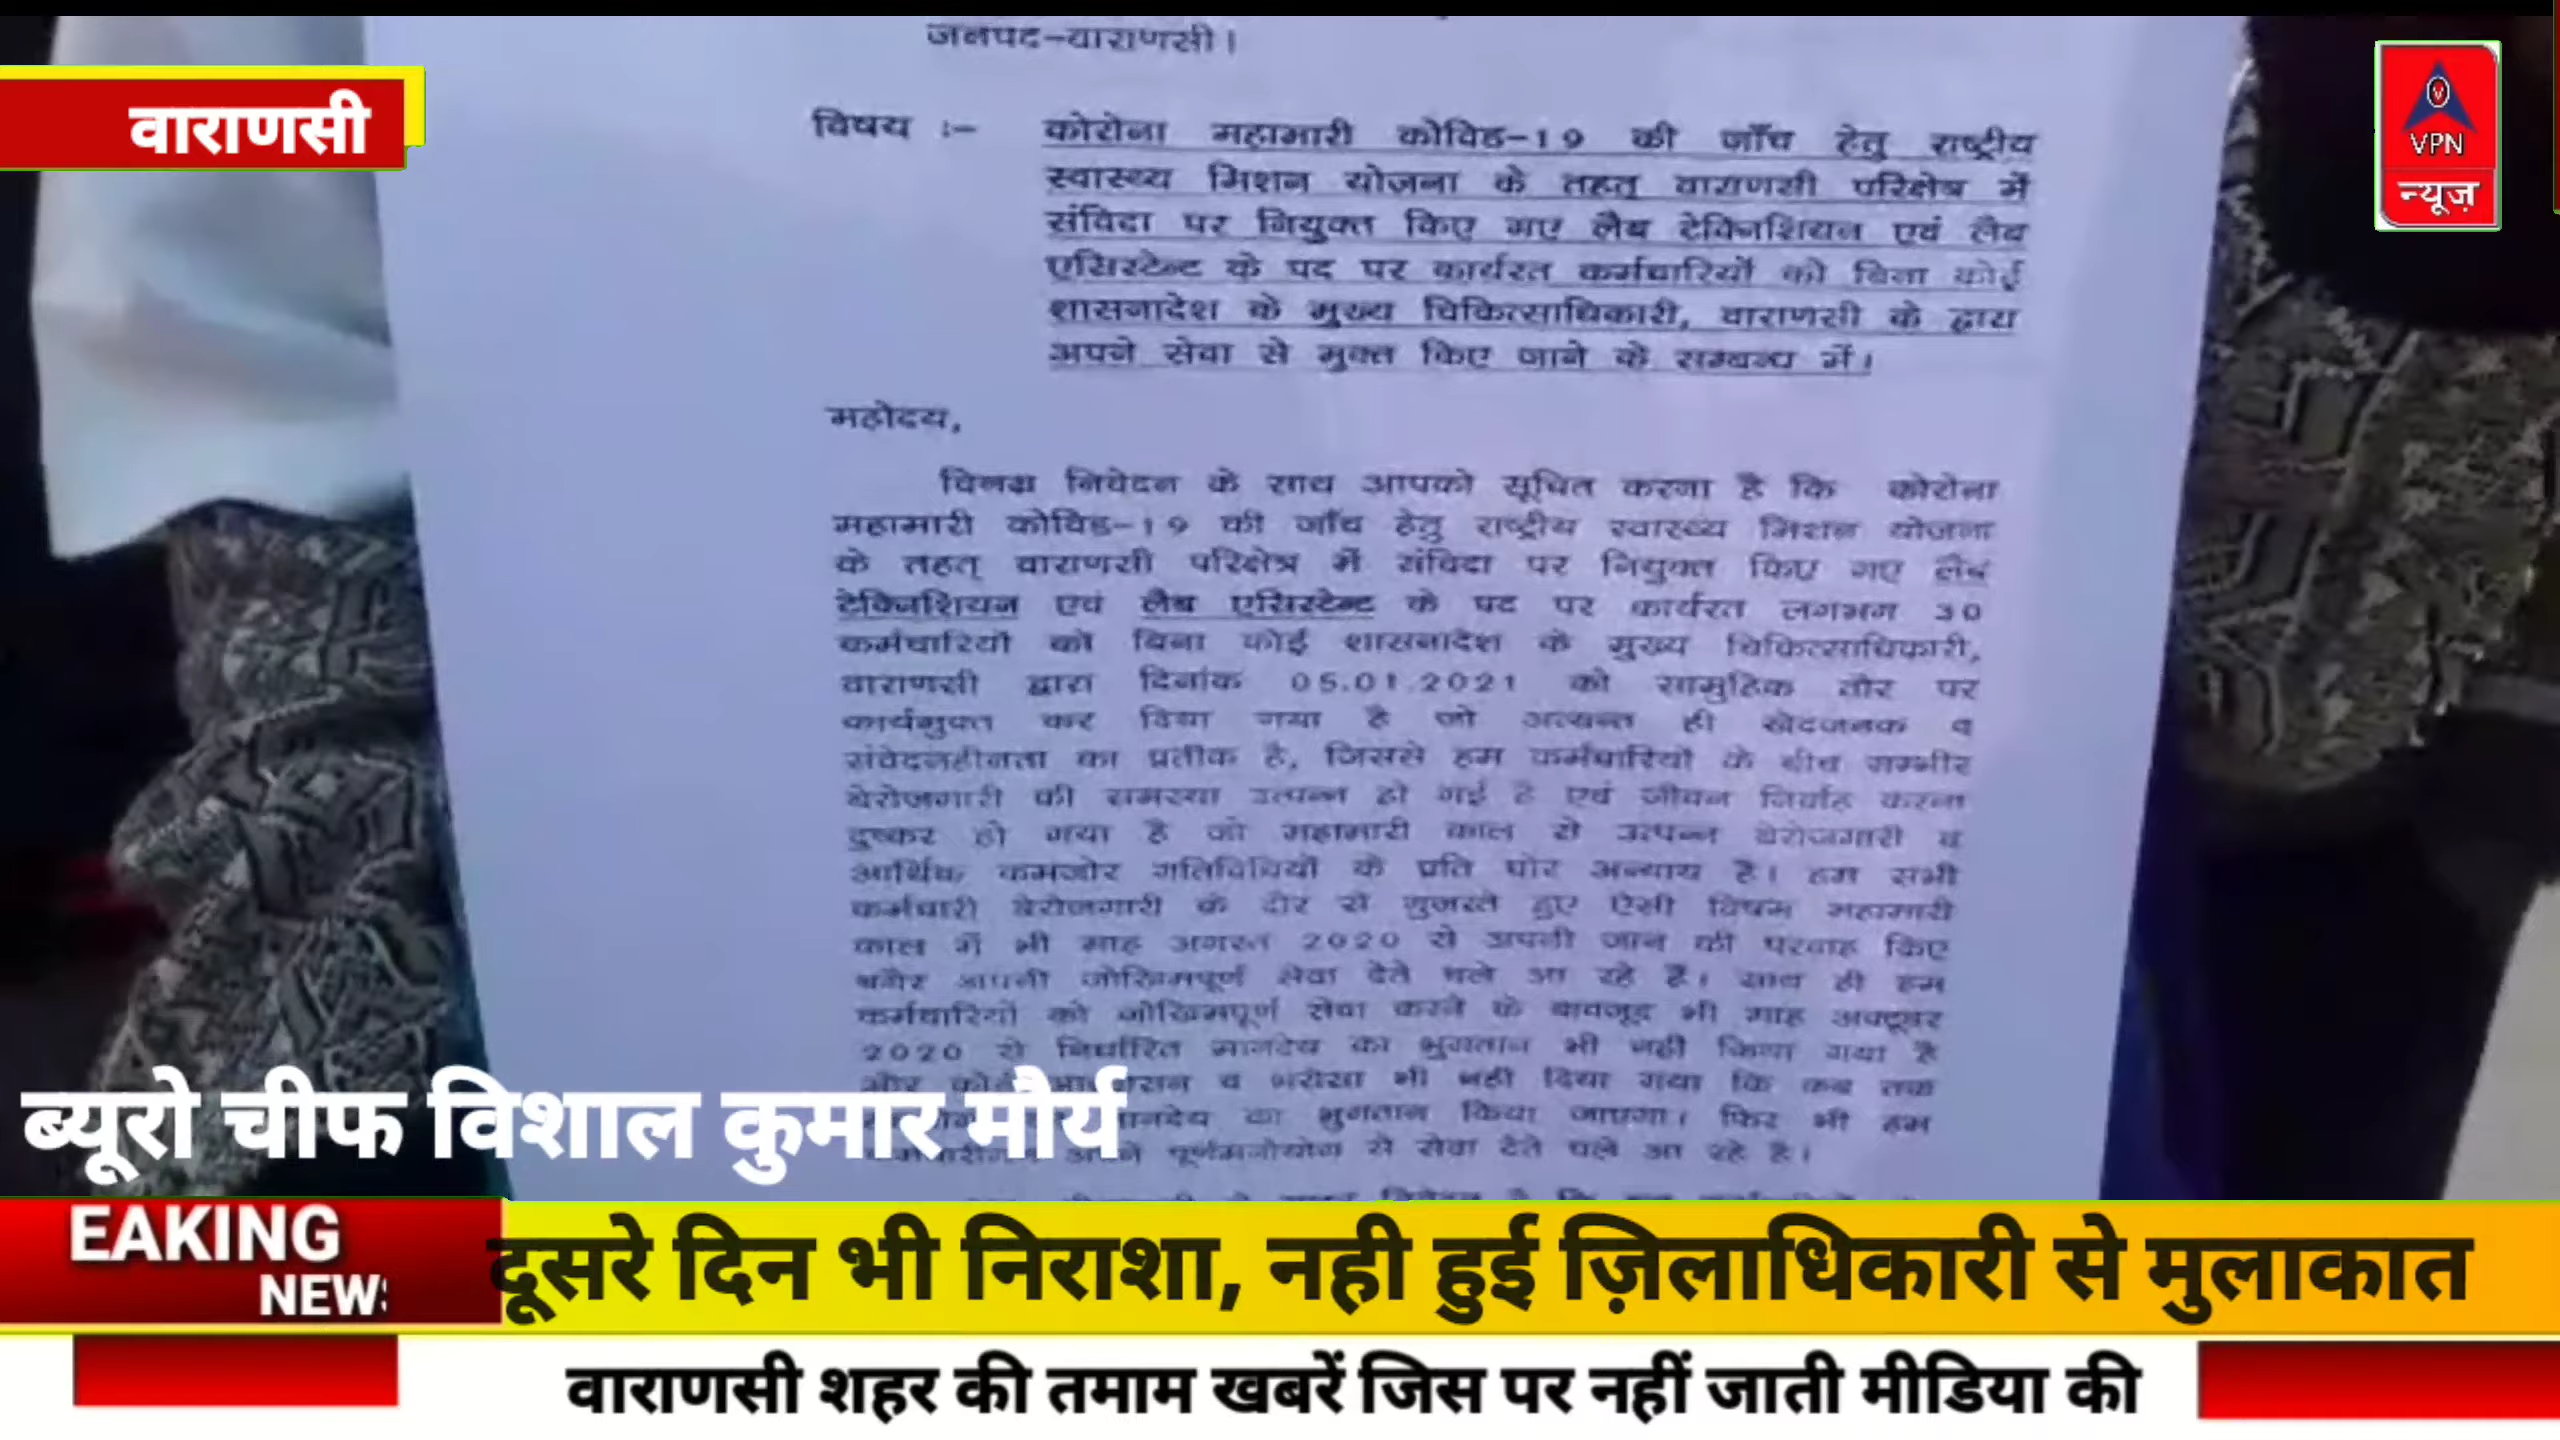 जनपद-वाराणसी।
वाराणसी
VPN
न्यूज़
विषय :- कोरोना महामारी कोविड-19 की जाँच हेतु राष्ट्रीय
स्वास्थ्य मिशन योजना के तहत् वाराणसी परिक्षेत्र में
संविदा पर नियुक्त किए गए लैब टेक्निशियन एवं लैब
एसिस्टेन्ट के पद पर कार्यरत कर्मचारियों को बिना कोई
शासनादेश के मुख्य चिकित्साधिकारी, वाराणसी के द्वारा
अपने सेवा से मुक्त किए जाने के सम्बन्ध में।
महोदय,
विनम्र निवेदन के साथ आपको सूचित करना है कि कोरोना
महामारी कोविड-19 की जाँच हेतु राष्ट्रीय स्वास्थ्य मिशन योजना
के तहत् वाराणसी परिक्षेत्र में संविदा पर नियुक्त किए गए लैब
टेक्निशियन एवं लैब एसिस्टेन्ट के पद पर कार्यरत लगभग 30
कर्मचारियों को बिना कोई शासनादेश के मुख्य चिकित्साधिकारी,
वाराणसी द्वारा दिनांक 05.01.2021 को सामुहिक तौर पर
कार्यमुक्त कर दिया गया है जो अत्यन्त ही खेदजनक व
संवेदनहीनता का प्रतीक है, जिससे हम कर्मचारियों के बीच गम्भीर
बेरोजगारी की समस्या उत्पन्न हो गई है एवं जीवन निर्वाह करना
दुष्कर हो गया है जो महामारी काल से उत्पन्न बेरोजगारी व
आर्थिक कमजोर गतिविधियों के प्रति घोर अन्याय है। हम सभी
कर्मचारी बेरोजगारी के दौर से गुजरते हुए ऐसी विषम महामारी
काल में भी माह अगस्त 2020 से अपनी जान की परवाह किए
बगैर अपनी जोखिमपूर्ण सेवा देते चले आ रहे है। साथ ही हम
कर्मचारियों को जोखिमपूर्ण सेवा करने के बावजूद भी माह अक्टूबर
2020 से निर्धारित मानदेय का भुगतान भी नही किया गया है
और कोई व भरोसा भी नही दिया गया कि कब तक
मानदेय का भुगतान किया जाएगा। फिर भी हम
अपने पूर्णमनोयोग से सेवा देते चले आ रहे है।
ब्यूरो चीफ विशाल कुमार मौर्य
EAKING
NEWS
दूसरे दिन भी निराशा, नही हुई ज़िलाधिकारी से मुलाकात
वाराणसी शहर की तमाम खबरें जिस पर नहीं जाती मीडिया की